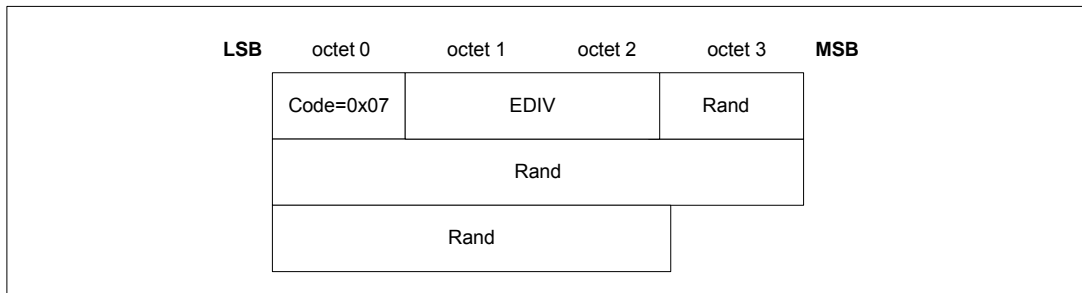 LSB octet 0 octet 1 octet 2 octet 3 MSB
Code=0x07 EDIV Rand
Rand
Rand